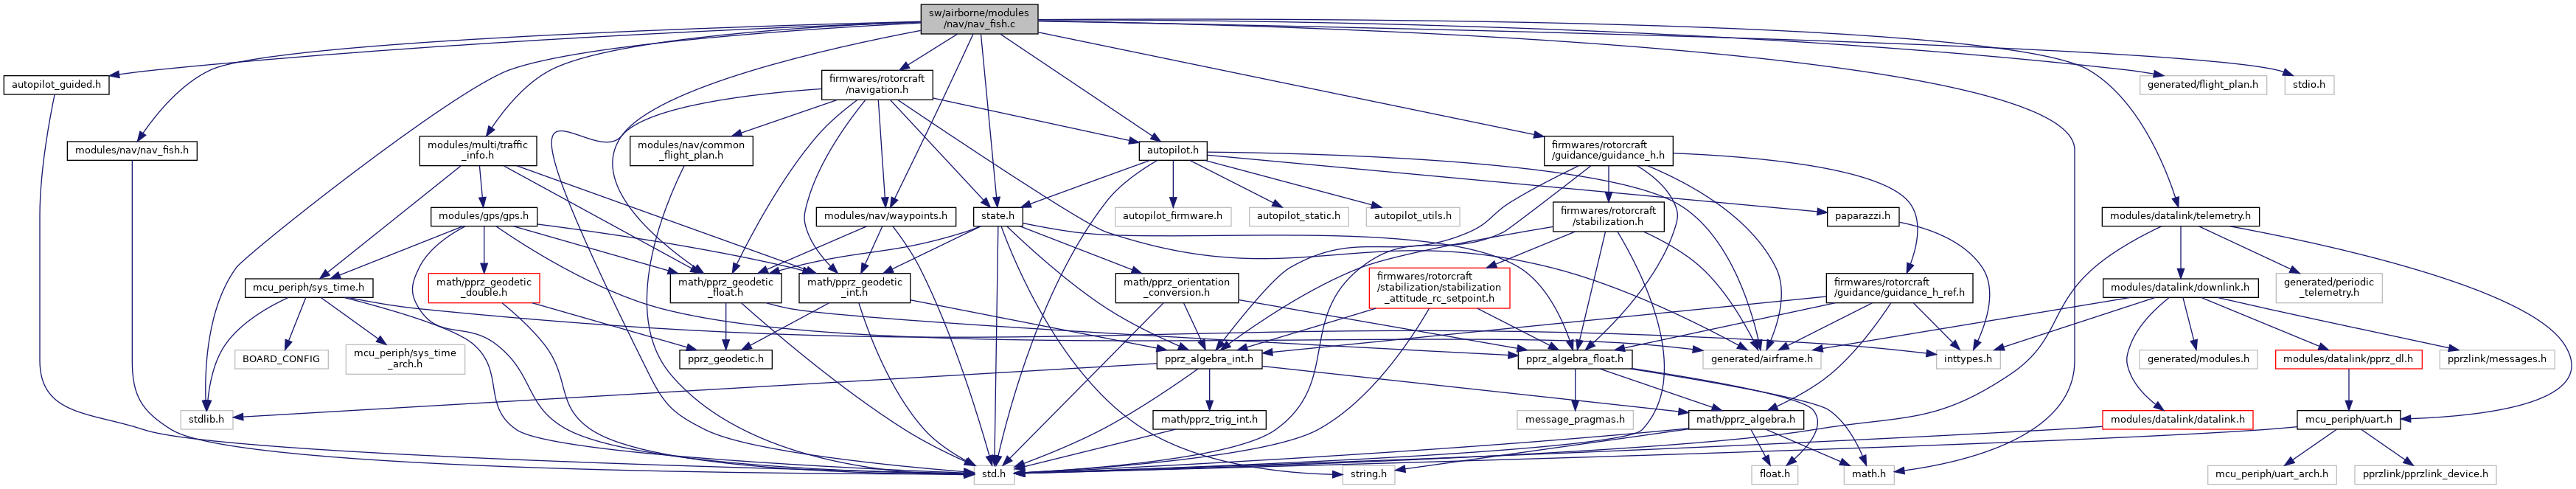 sw/airborne/modules
/nav/nav_fish.c
autopilot_guided.h
firmwares/rotorcraft
/navigation.h
generated/flight_plan.h
stdio.h
modules/nav/nav_fish.h
modules/multi/traffic
_info.h
modules/nav/common
_flight_plan.h
autopilot.h
firmwares/rotorcraft
/guidance/guidance_h.h
modules/gps/gps.h
modules/nav/waypoints.h
state.h
autopilot_firmware.h
autopilot_static.h
autopilot_utils.h
firmwares/rotorcraft
/stabilization.h
paparazzi.h
modules/datalink/telemetry.h
mcu_periph/sys_time.h
math/pprz_geodetic
_double.h
math/pprz_geodetic
_float.h
math/pprz_geodetic
_int.h
math/pprz_orientation
_conversion.h
firmwares/rotorcraft
/stabilization/stabilization
_attitude_rc_setpoint.h
firmwares/rotorcraft
/guidance/guidance_h_ref.h
modules/datalink/downlink.h
generated/periodic
_telemetry.h
BOARD_CONFIG
mcu_periph/sys_time
_arch.h
pprz_geodetic.h
pprz_algebra_int.h
pprz_algebra_float.h
generated/airframe.h
inttypes.h
generated/modules.h
modules/datalink/pprz_dl.h
pprzlink/messages.h
stdlib.h
math/pprz_trig_int.h
message_pragmas.h
math/pprz_algebra.h
modules/datalink/datalink.h
mcu_periph/uart.h
std.h
string.h
float.h
math.h
mcu_periph/uart_arch.h
pprzlink/pprzlink_device.h